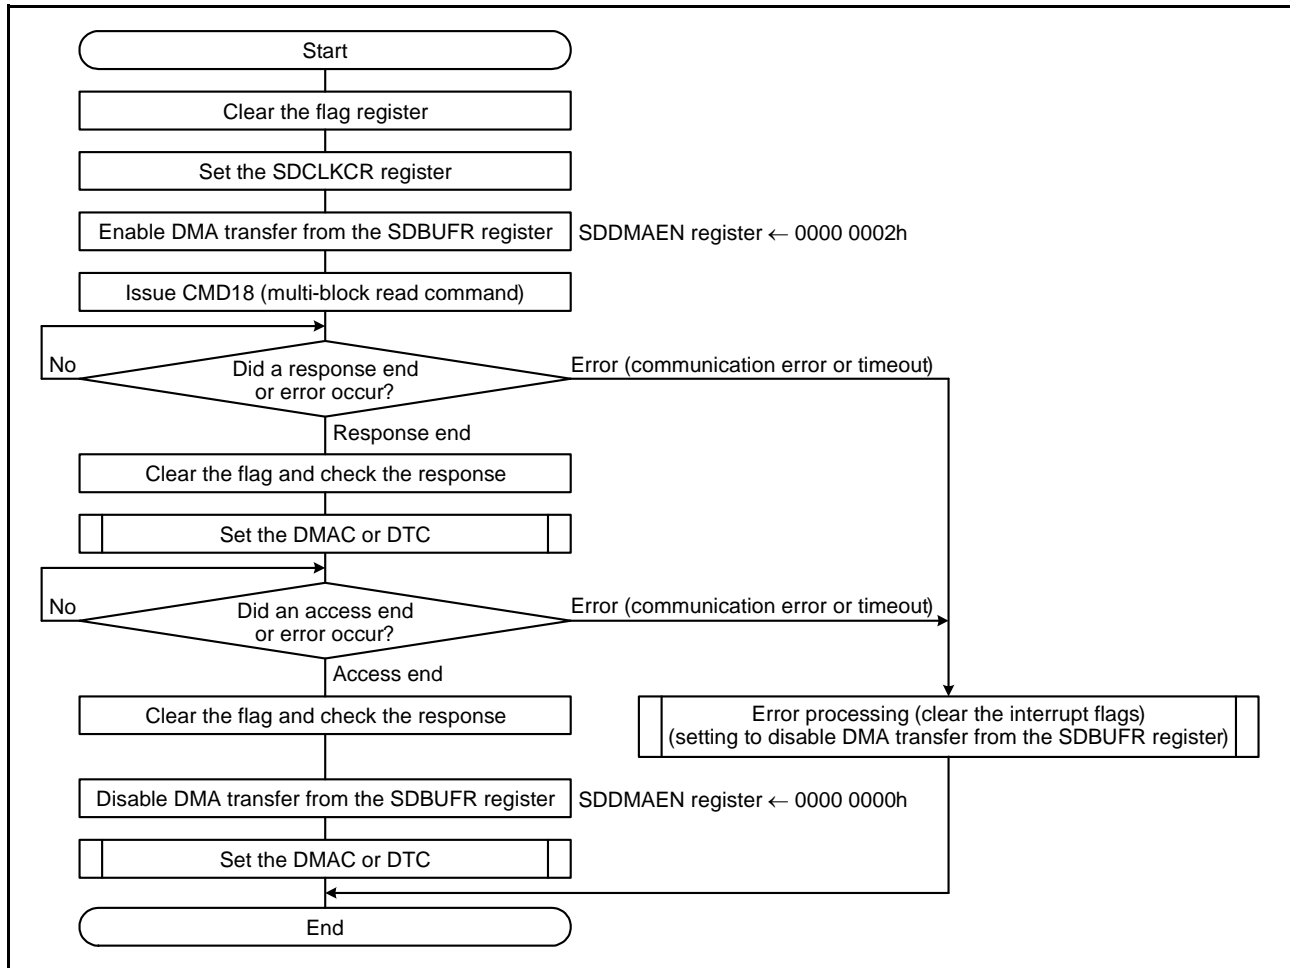 Start
Clear the flag register
Set the SDCLKCR register
Enable DMA transfer from the SDBUFR register
SDDMAEN register ← 0000 0002h
Issue CMD18 (multi-block read command)
No
Did a response end
or error occur?
Error (communication error or timeout)
Response end
Clear the flag and check the response
Set the DMAC or DTC
No
Did an access end
or error occur?
Error (communication error or timeout)
Access end
Clear the flag and check the response
Error processing (clear the interrupt flags)
(setting to disable DMA transfer from the SDBUFR register)
Disable DMA transfer from the SDBUFR register
SDDMAEN register ← 0000 0000h
Set the DMAC or DTC
End